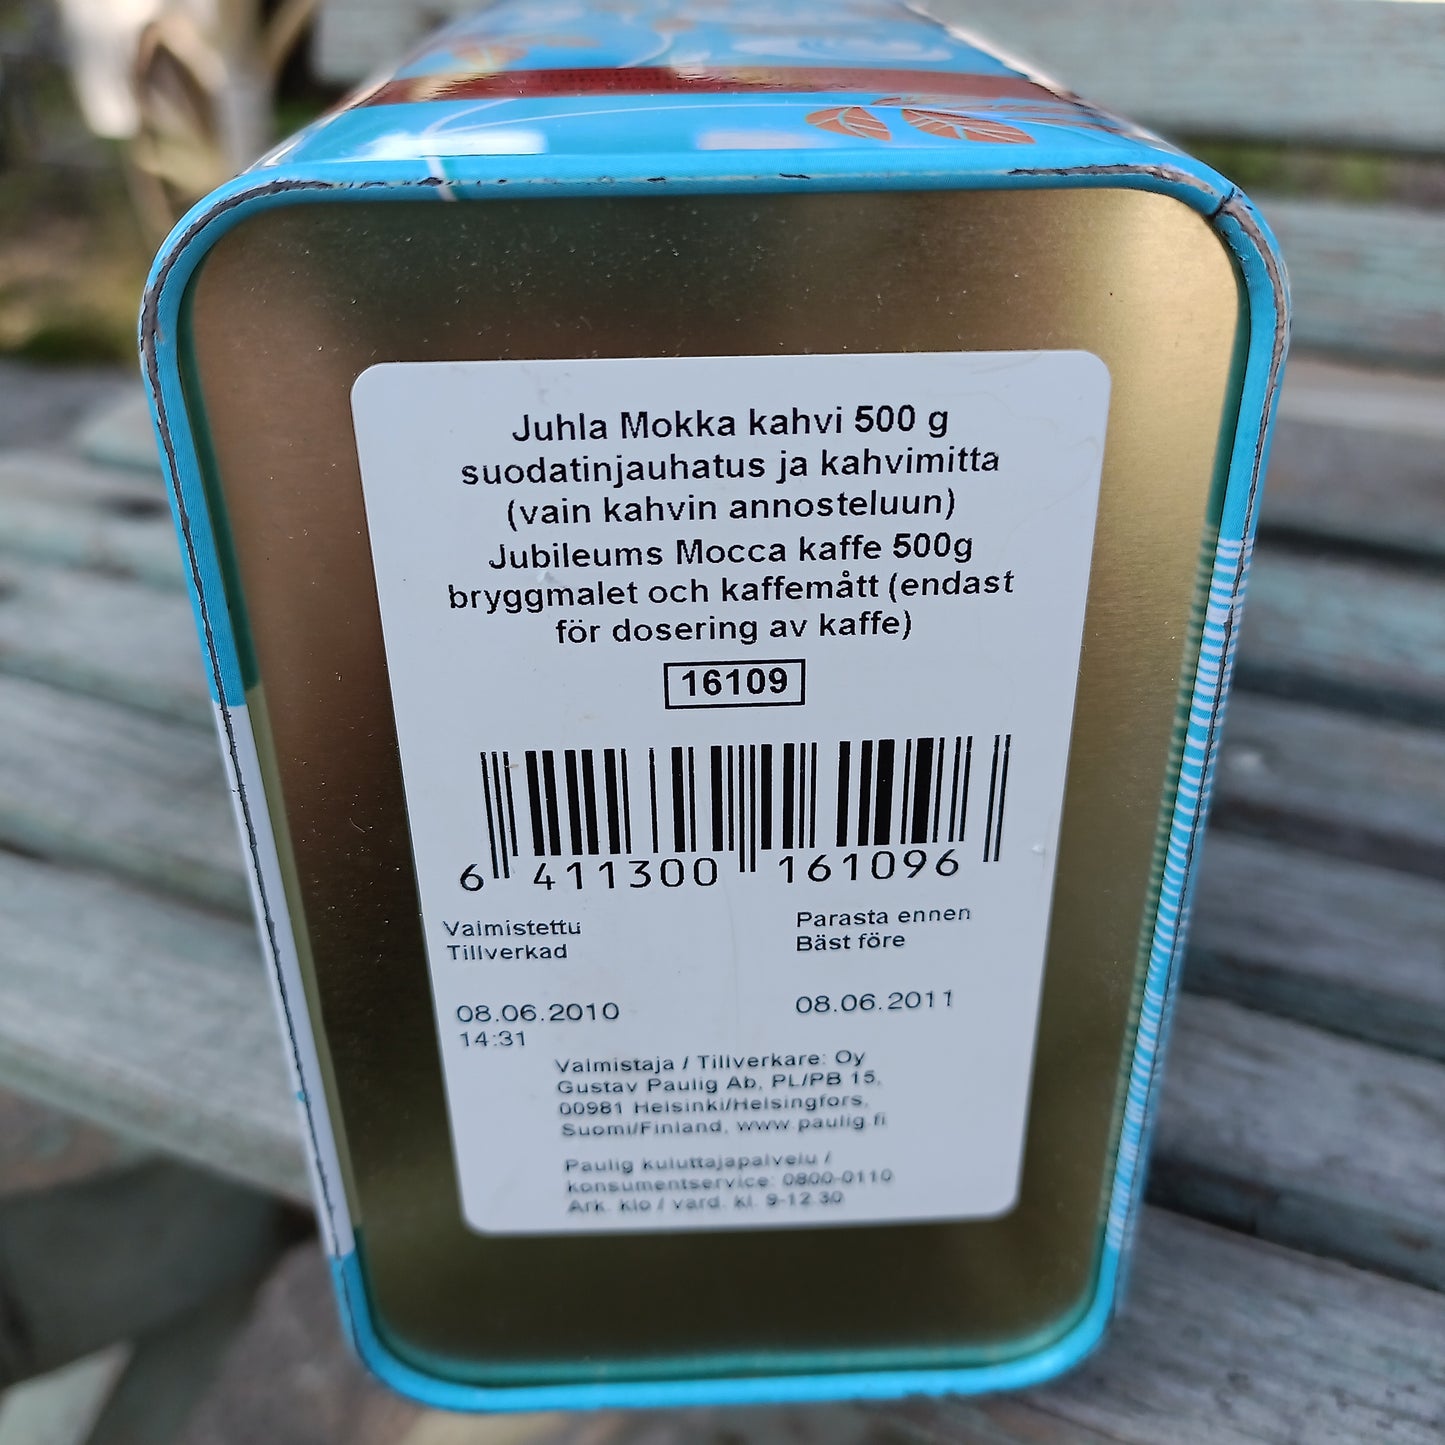 Juhla Mokka kahvi 500 g
suodatinjauhatus ja kahvimitta
(vain kahvin annosteluun)
Jubileums Mocca kaffe 500g
bryggmalet och kaffemått (endast
för dosering av kaffe)
16109
6 411300 161096
Valmistettu
Tillverkad
Parasta ennen
Bäst före
08.06.2010
14:31
08.06.2011
Valmistaja / Tillverkare: Oy
Gustav Paulig Ab, PL/PB 15,
00981 Helsinki/Helsingfors,
Suomi/Finland, www.paulig.fi
Paulig kuluttajapalvelu /
konsumentservice: 0800-0110
Ark. klo / vard. kl. 9-12.30